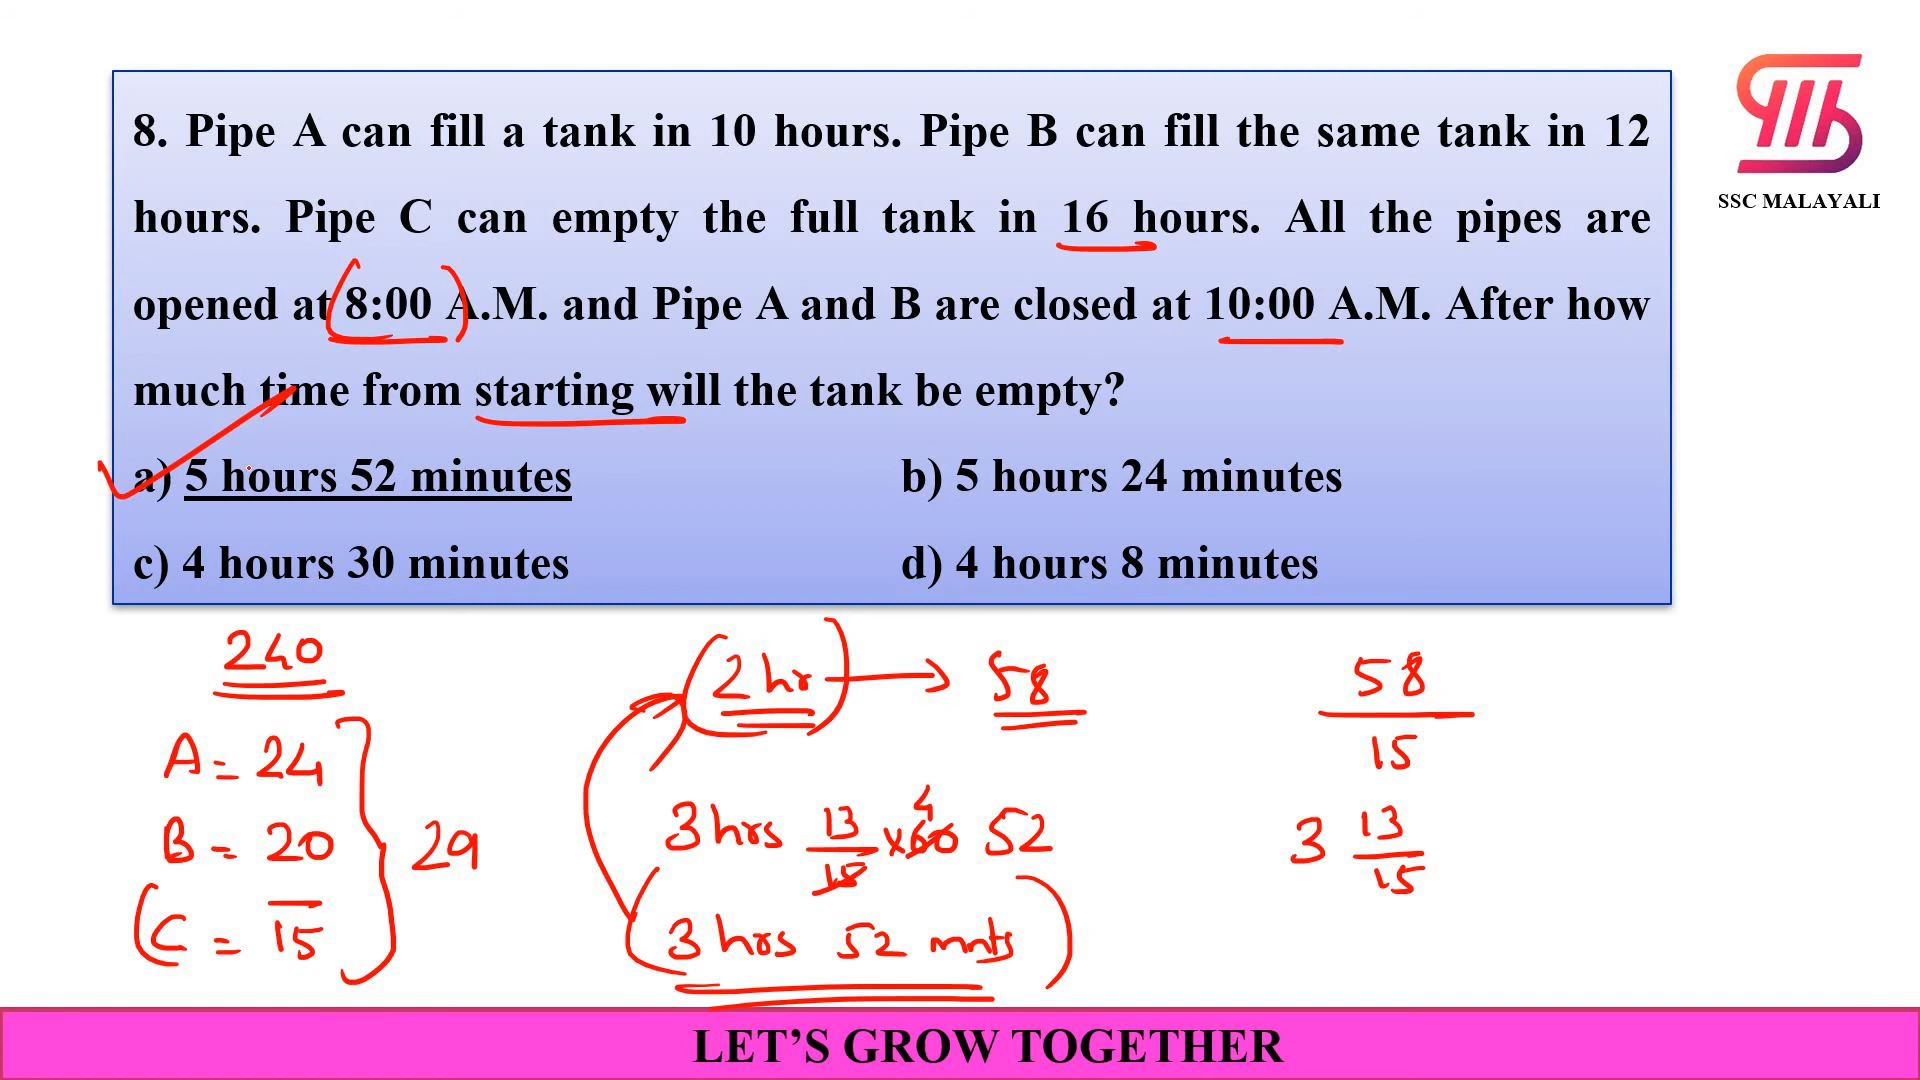 8. Pipe A can fill a tank in 10 hours. Pipe B can fill the same tank in 12
hours. Pipe C can empty the full tank in 16 hours. All the pipes are
opened at 8:00 A.M. and Pipe A and B are closed at 10:00 A.M. After how
much time from starting will the tank be empty?
a) 5 hours 52 minutes b) 5 hours 24 minutes
c) 4 hours 30 minutes d) 4 hours 8 minutes
SSC MALAYALI
240
A = 24
B = 20
C = 15
29
2 hr → 58
3 hrs 13/15 × 60 4 52
3 hrs 52 mnts
58/15
3 13/15
LET’S GROW TOGETHER